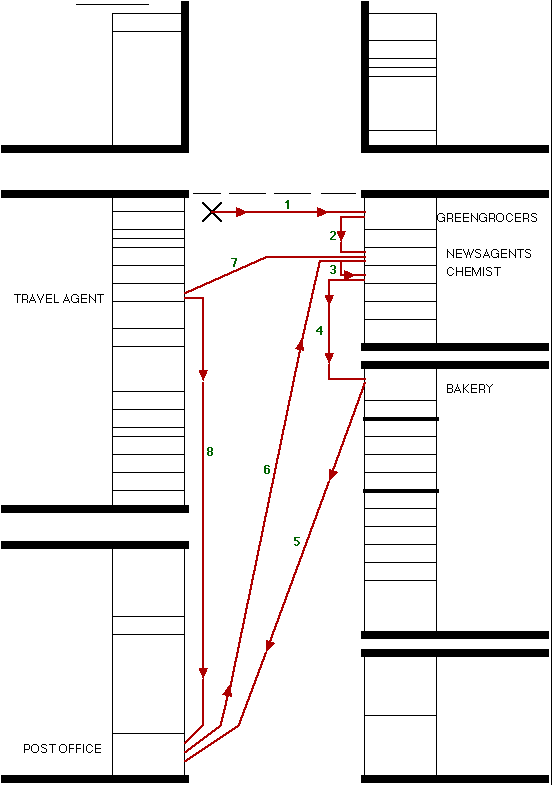 1
GREENGROCERS
2
NEWSAGENTS
7
3
CHEMIST
TRAVEL AGENT
4
BAKERY
8
6
5
POST OFFICE